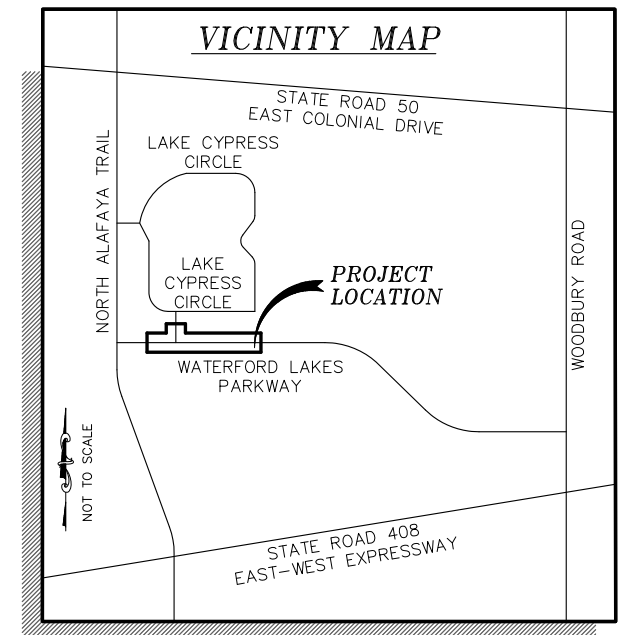 VICINITY MAP
STATE ROAD 50
EAST COLONIAL DRIVE
LAKE CYPRESS
CIRCLE
NORTH ALAFAYA TRAIL
LAKE
CYPRESS
CIRCLE
PROJECT
LOCATION
WOODBURY ROAD
WATERFORD LAKES
PARKWAY
NOT TO SCALE
STATE ROAD 408
EAST-WEST EXPRESSWAY